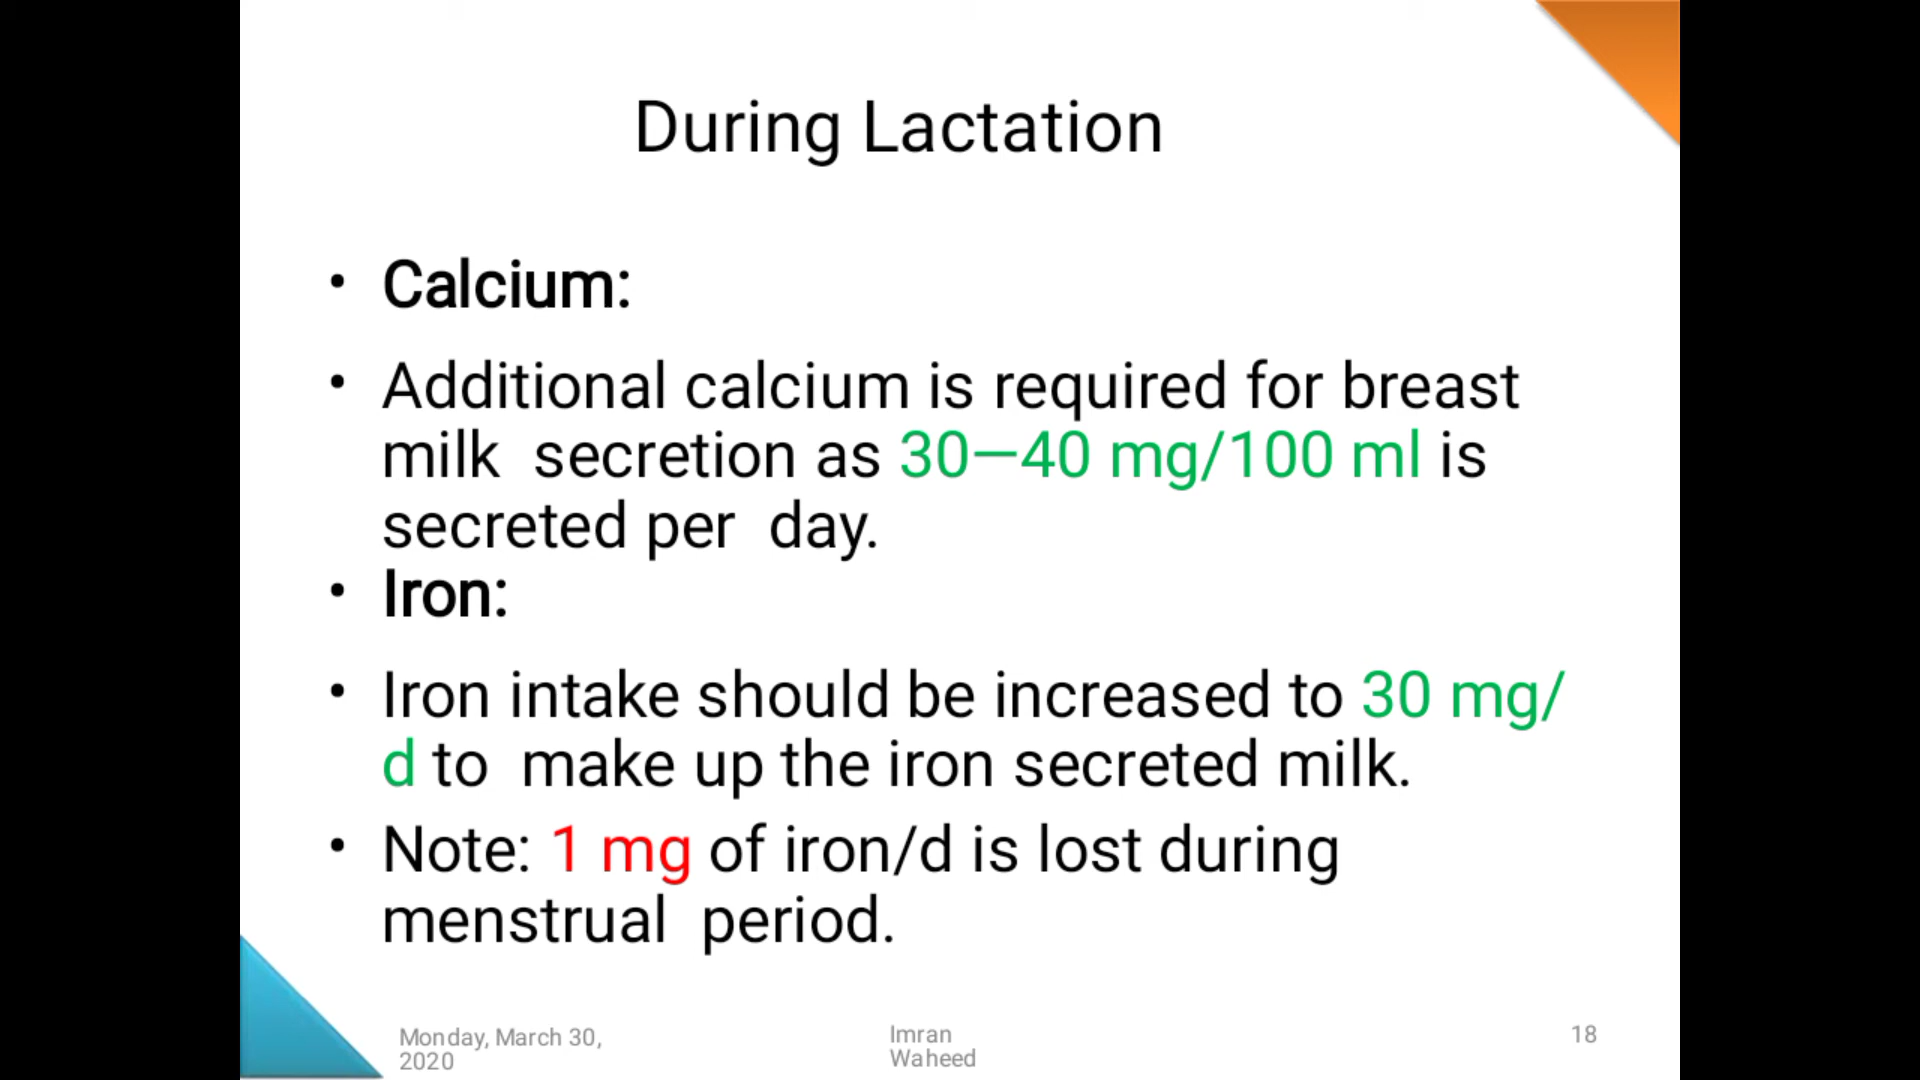 During Lactation
• Calcium:
• Additional calcium is required for breast
milk secretion as 30—40 mg/100 ml is
secreted per day.
• Iron:
• Iron intake should be increased to 30 mg/
d to make up the iron secreted milk.
• Note: 1 mg of iron/d is lost during
menstrual period.
Monday, March 30,
2020
Imran
Waheed
18